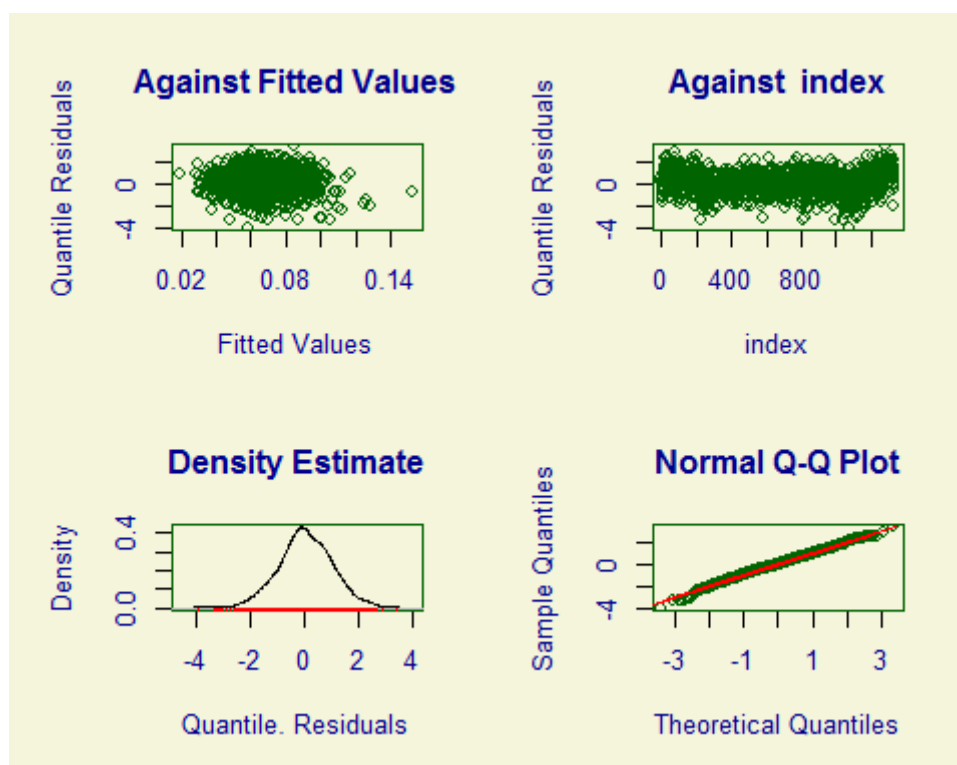 Against Fitted Values
Quantile Residuals
0
-4
0.02 0.08 0.14
Fitted Values
Against index
Quantile Residuals
0
-4
0 400 800
index
Density Estimate
Density
0.4
0.0
-4 -2 0 2 4
Quantile. Residuals
Normal Q-Q Plot
Sample Quantiles
0
-4
-3 -1 1 3
Theoretical Quantiles